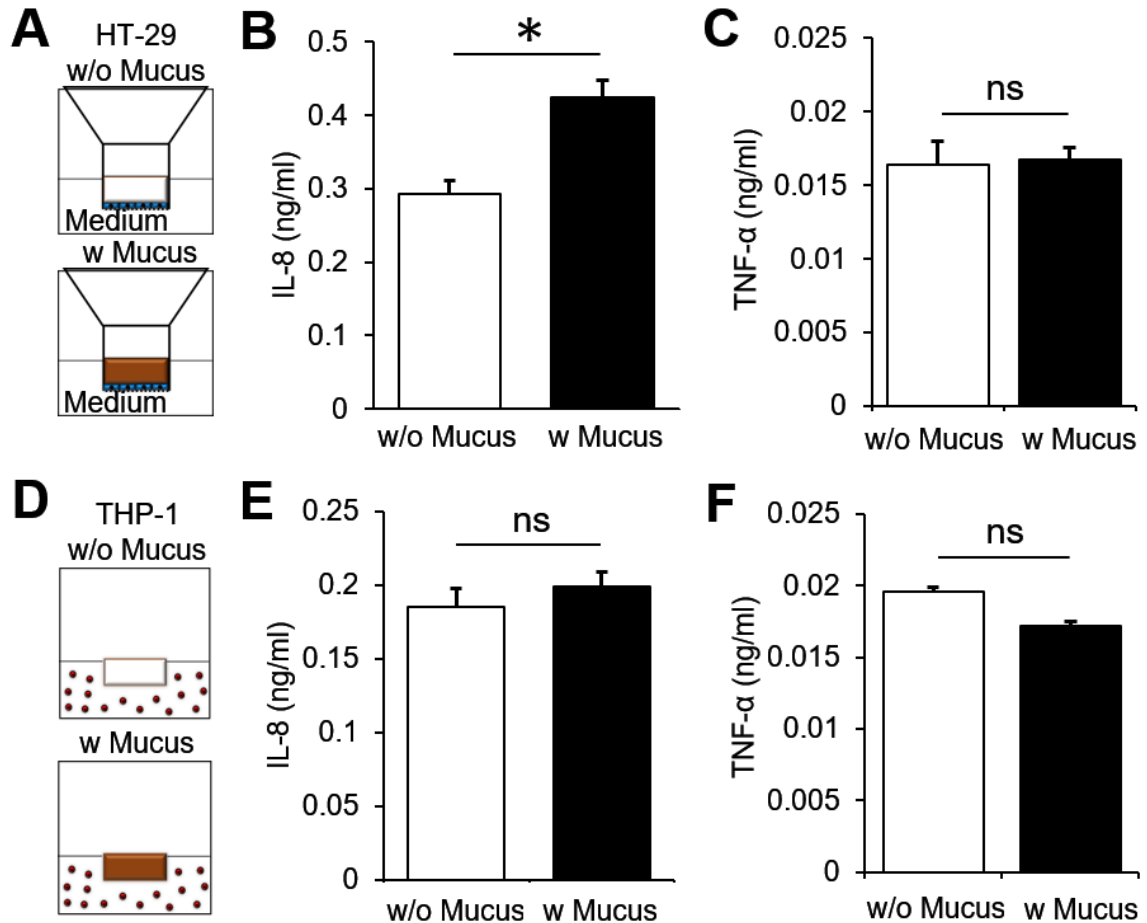 A
HT-29
w/o Mucus
Medium
w Mucus
Medium
B
*
0.5
0.4
0.3
0.2
0.1
0
IL-8 (ng/ml)
w/o Mucus w Mucus
C
ns
0.025
0.02
0.015
0.01
0.005
0
TNF-α (ng/ml)
w/o Mucus w Mucus
D
THP-1
w/o Mucus
w Mucus
E
ns
0.25
0.2
0.15
0.1
0.05
0
IL-8 (ng/ml)
w/o Mucus w Mucus
F
ns
0.025
0.02
0.015
0.01
0.005
0
TNF-α (ng/ml)
w/o Mucus w Mucus